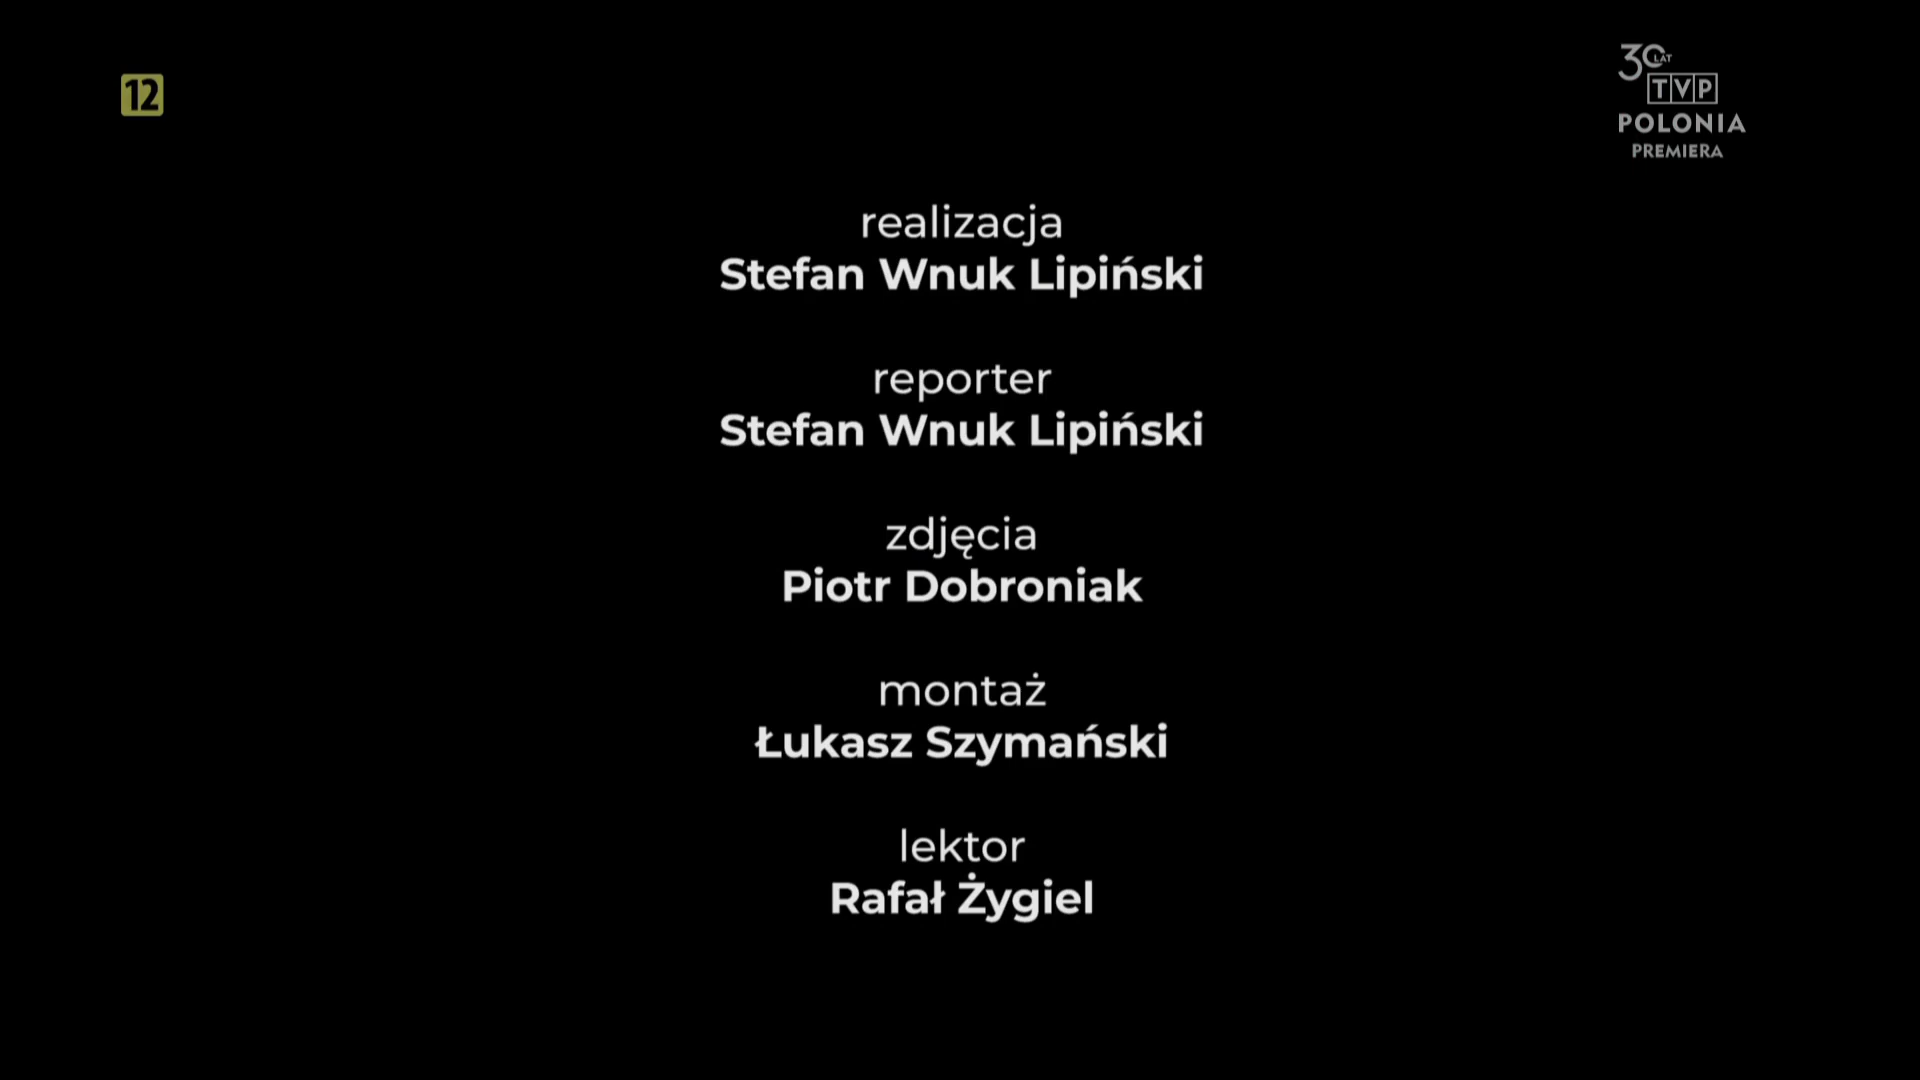 12
30 LAT
TVP
POLONIA
PREMIERA
realizacja
Stefan Wnuk Lipiński
reporter
Stefan Wnuk Lipiński
zdjęcia
Piotr Dobroniak
montaż
Łukasz Szymański
lektor
Rafał Żygiel